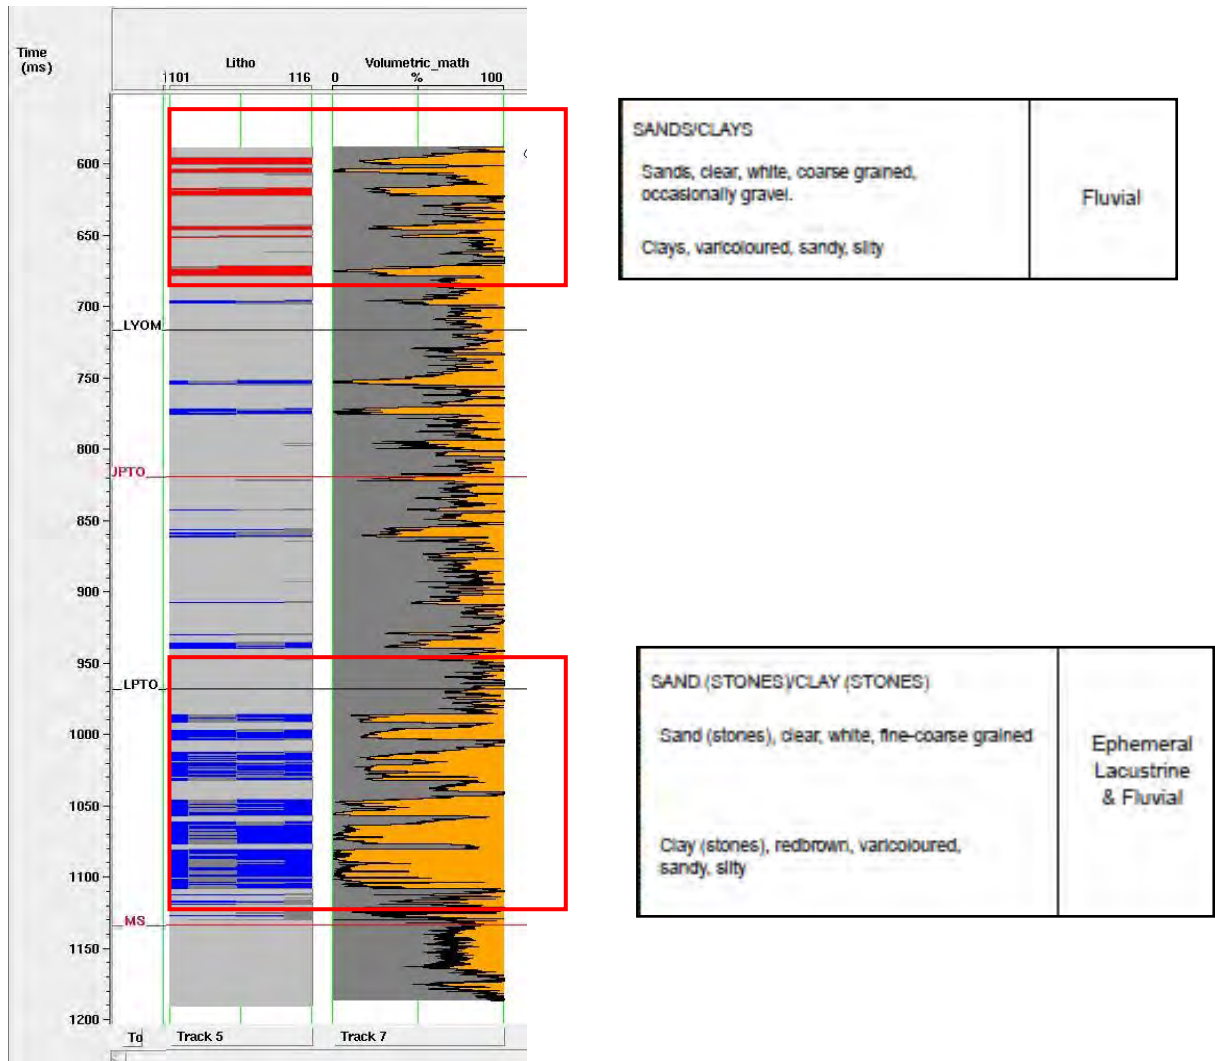 Time
(ms)
Litho
Volumetric_math
101
116
0
%
100
600
650
700
LYOM
750
800
JPTO
850
900
950
LPTO
1000
1050
1100
MS
1150
1200
To
Track 5
Track 7
SANDS/CLAYS
Sands, clear, white, coarse grained,
occasionally gravel.
Clays, varicoloured, sandy, silty
Fluvial
SAND (STONES)/CLAY (STONES)
Sand (stones), clear, white, fine-coarse grained
Clay (stones), redbrown, varicoloured,
sandy, silty
Ephemeral
Lacustrine
& Fluvial